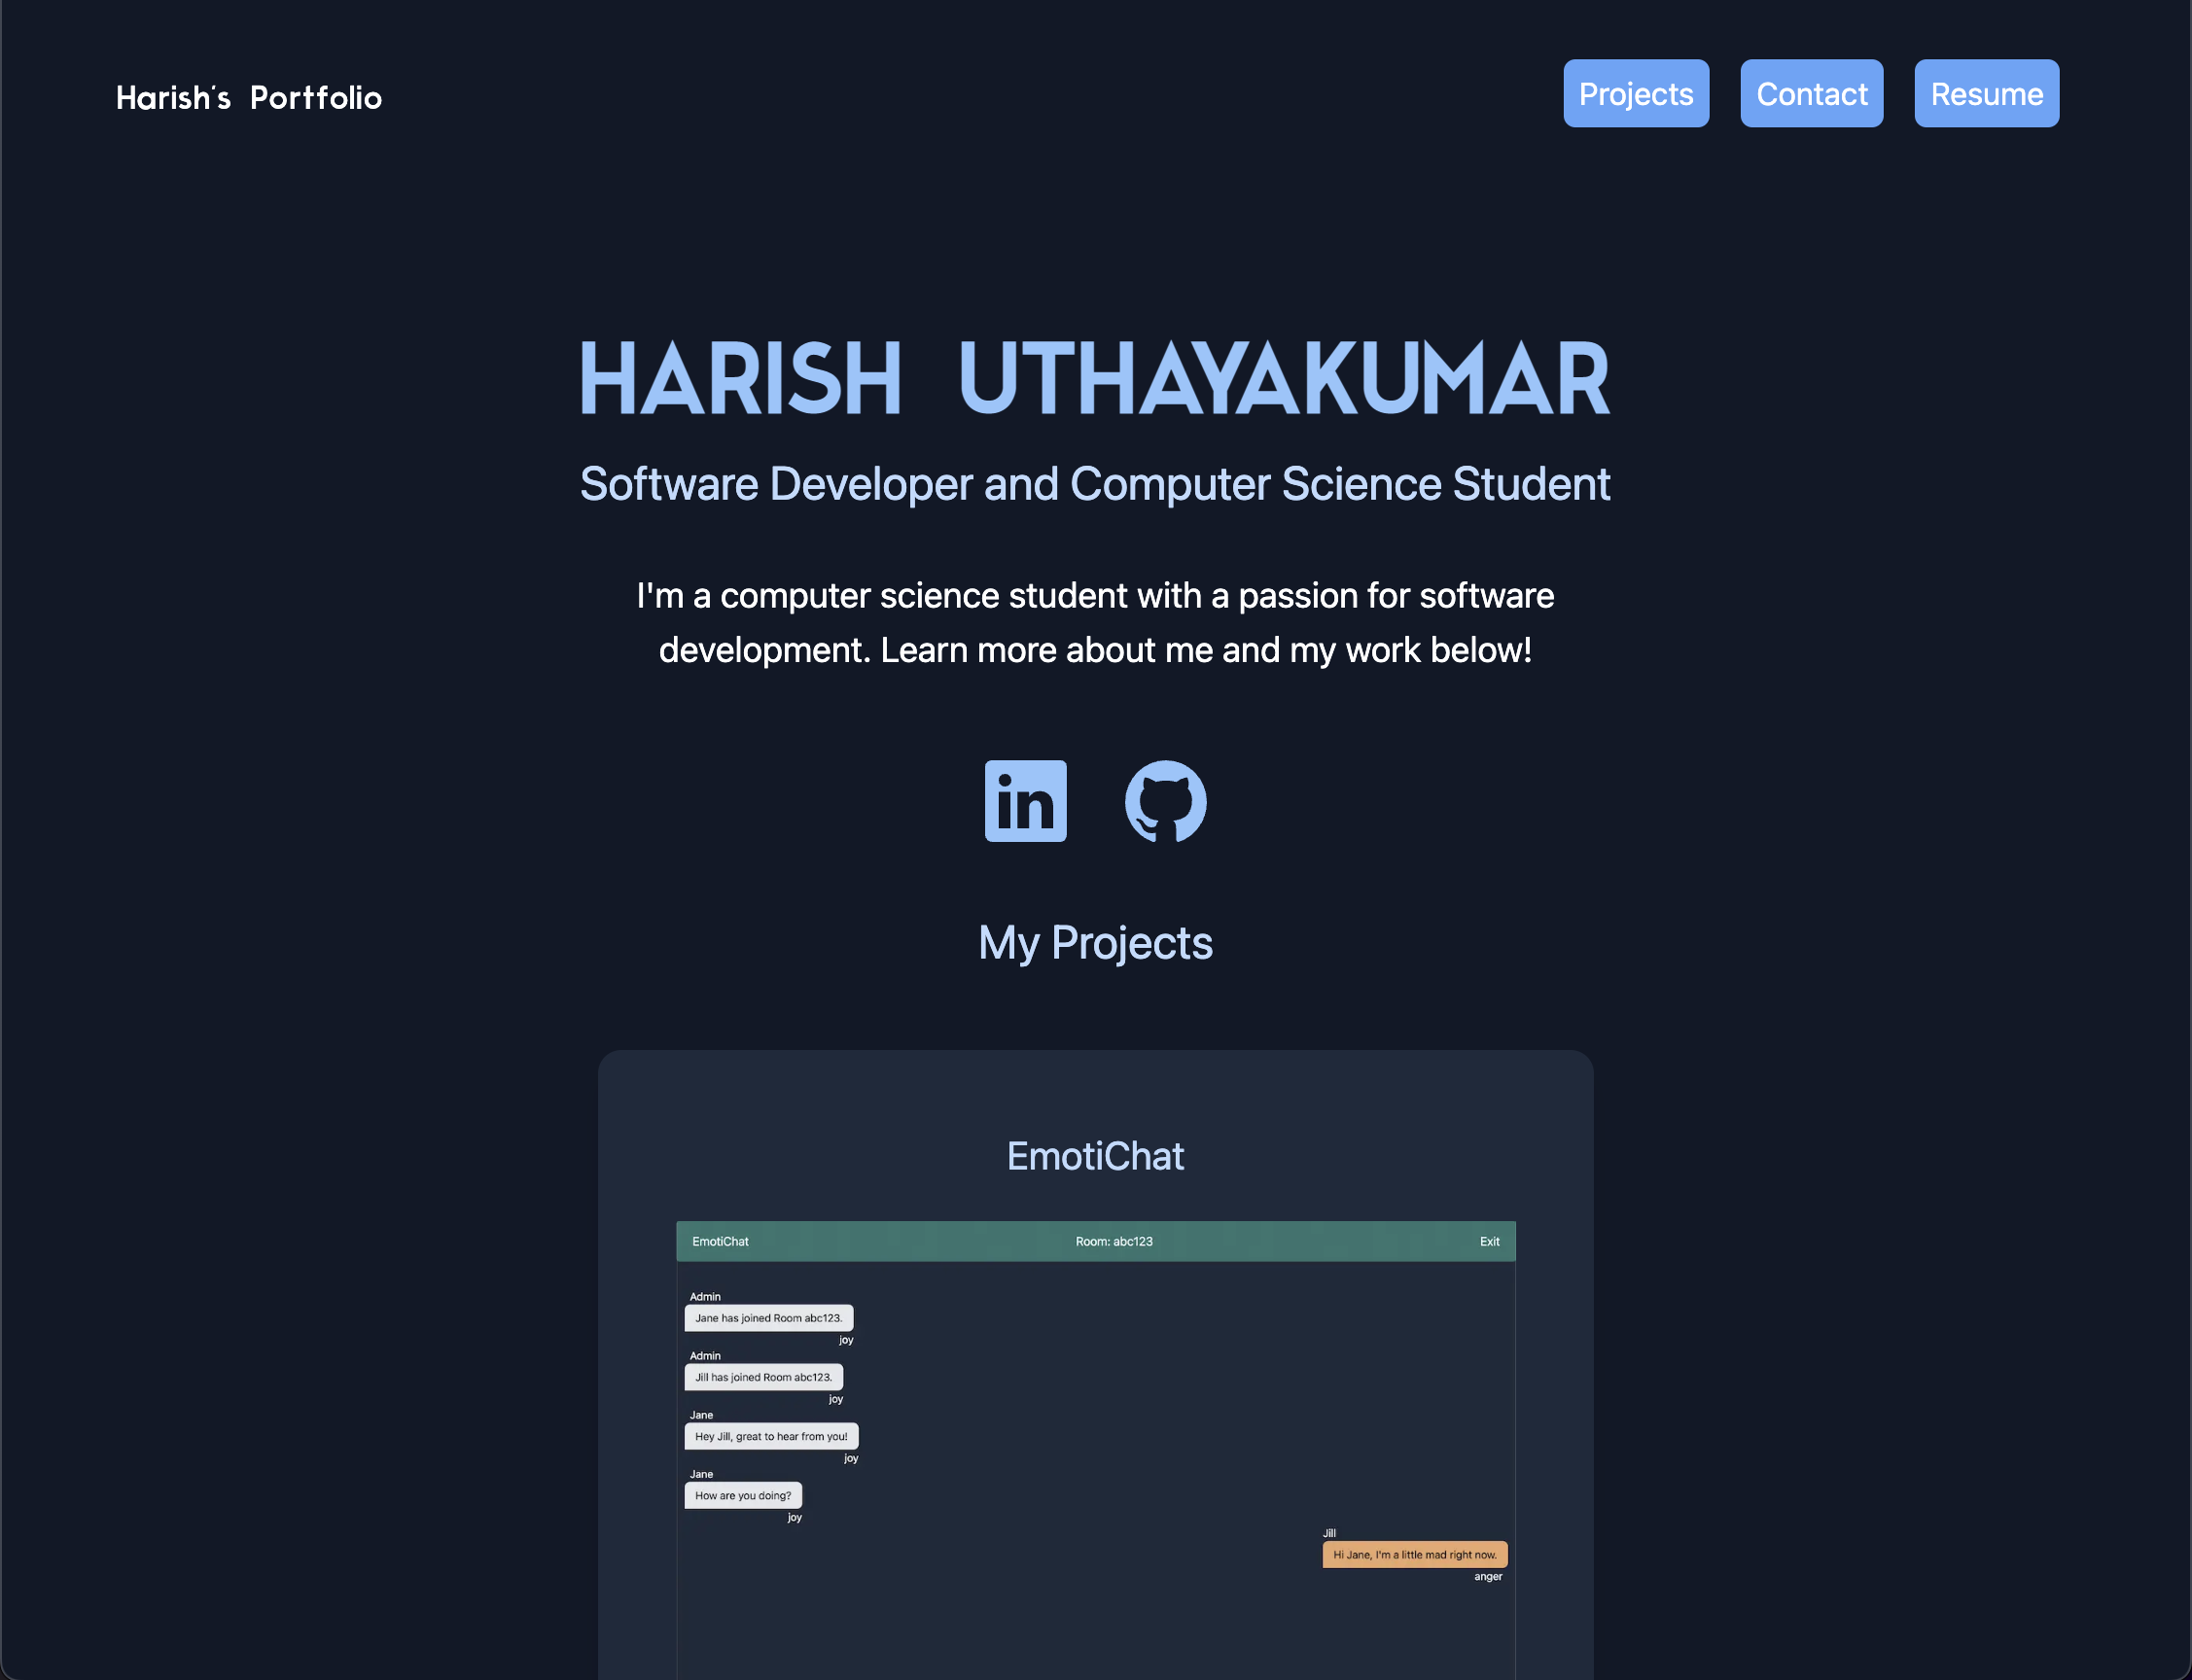 Harish's Portfolio
Projects
Contact
Resume
HARISH UTHAYAKUMAR
Software Developer and Computer Science Student
I'm a computer science student with a passion for software
development. Learn more about me and my work below!
in
My Projects
EmotiChat
EmotiChat
Room: abc123
Exit
Admin
Jane has joined Room abc123.
joy
Admin
Jill has joined Room abc123.
joy
Jane
Hey Jill, great to hear from you!
joy
Jane
How are you doing?
joy
Jill
Hi Jane, I'm a little mad right now.
anger